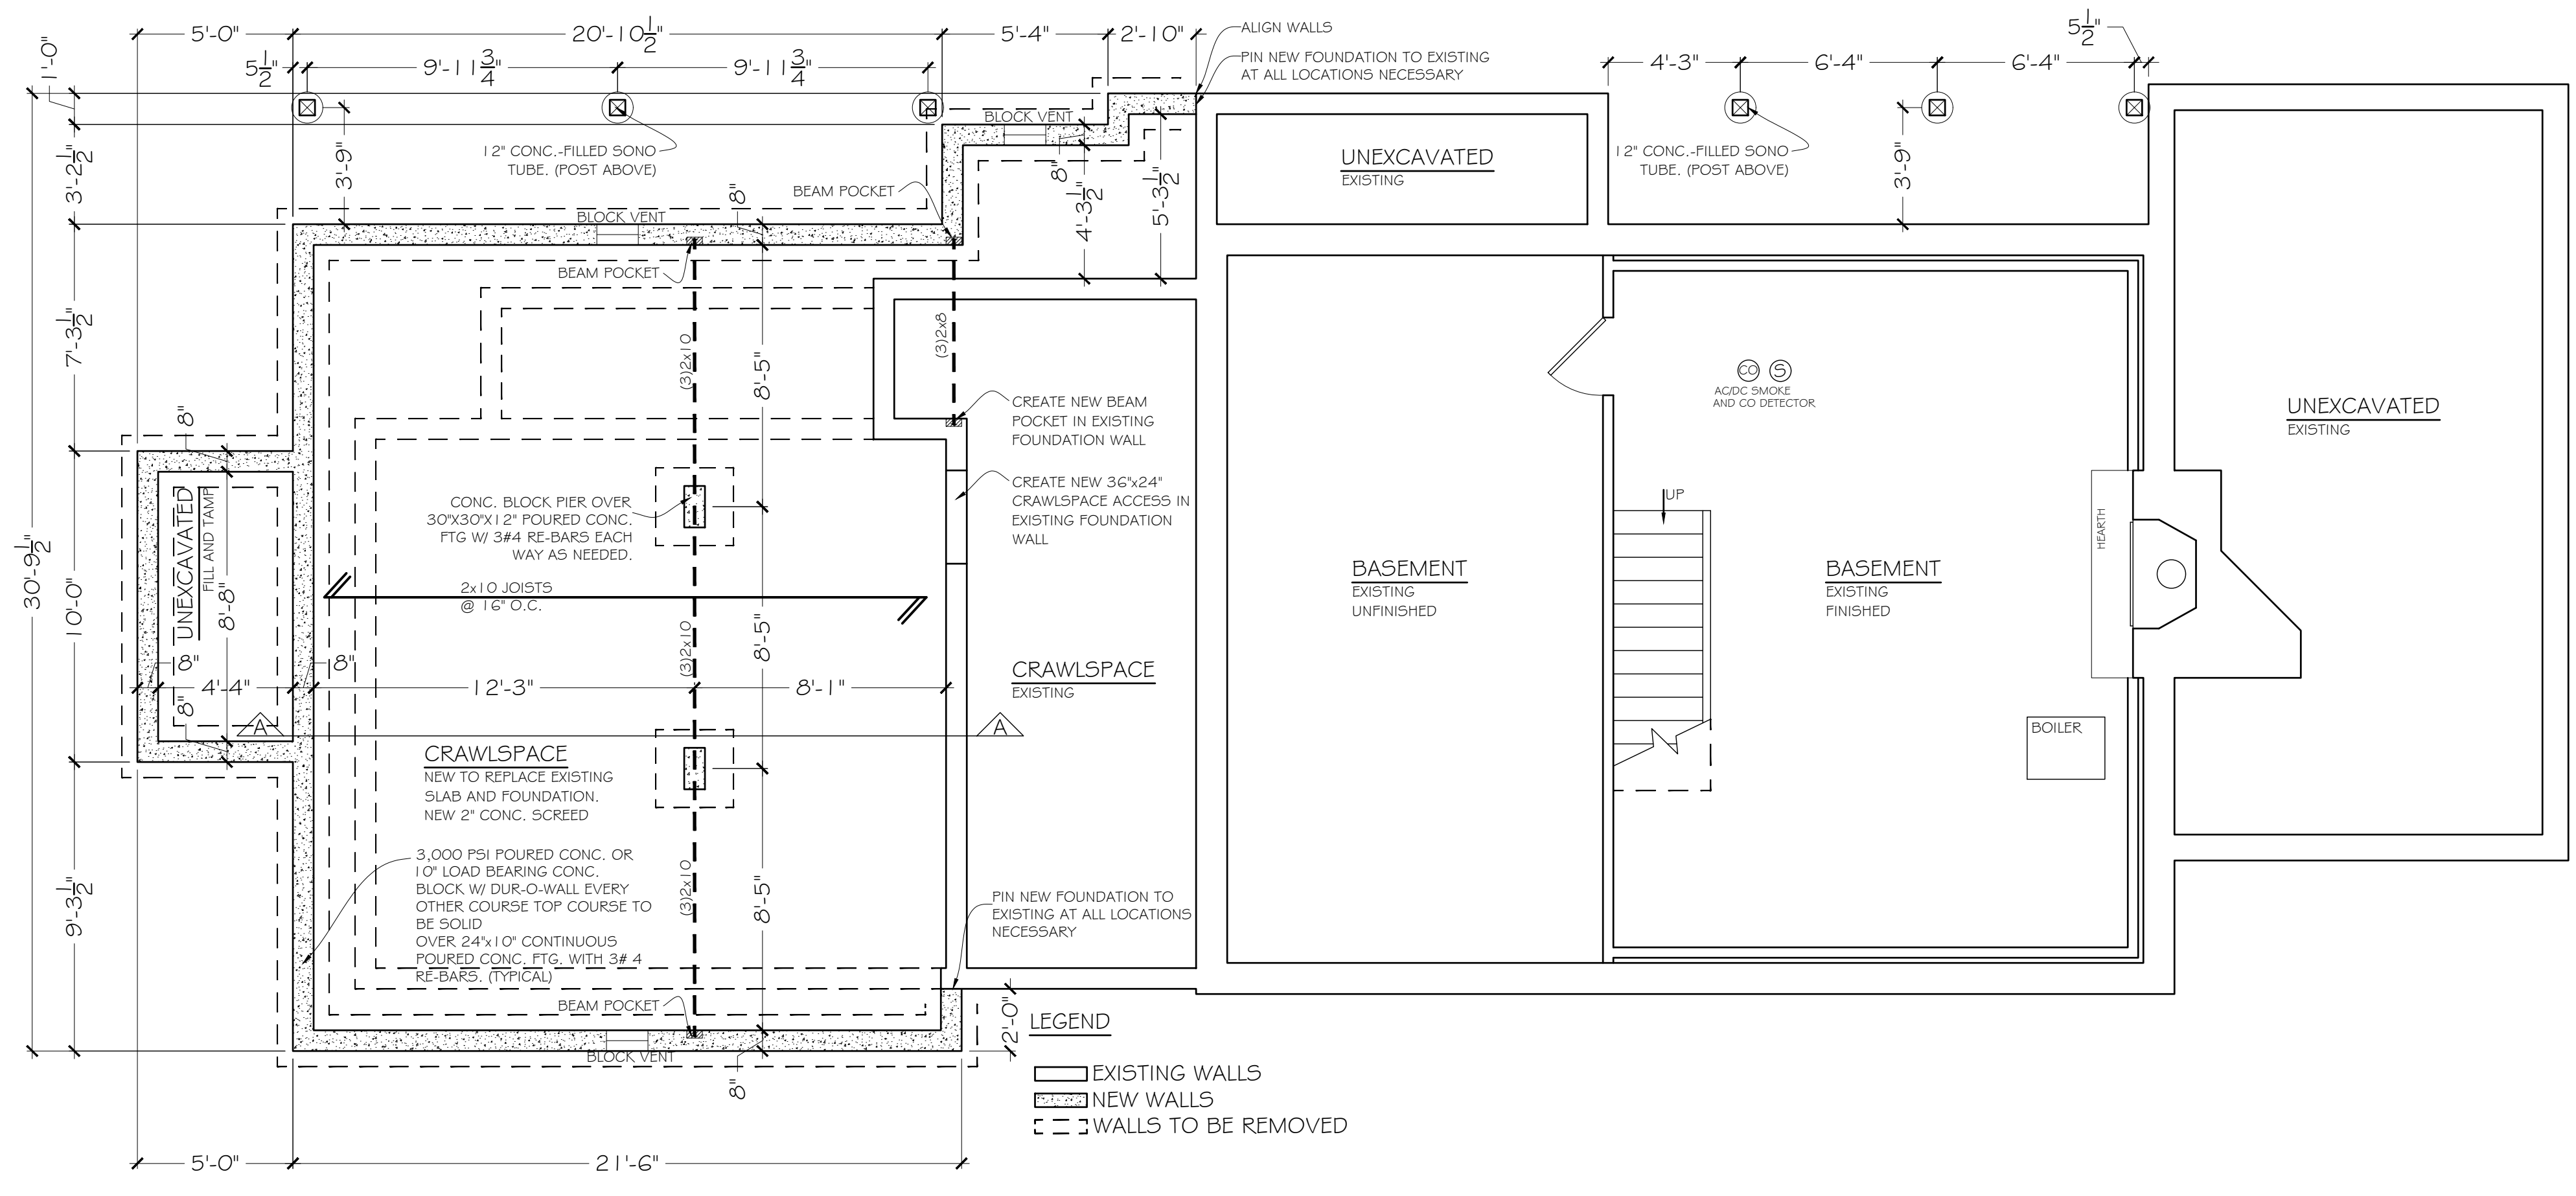 5'-0"
20'-10 1/2"
5'-4"
2'-10"
ALIGN WALLS
5 1/2"
1'-0"
5 1/2"
9'-11 3/4"
9'-11 3/4"
PIN NEW FOUNDATION TO EXISTING
AT ALL LOCATIONS NECESSARY
4'-3"
6'-4"
6'-4"
BLOCK VENT
3'-2 1/2"
3'-9"
12" CONC.-FILLED SONO
TUBE. (POST ABOVE)
8"
4'-3 1/2"
5'-3 1/2"
UNEXCAVATED
EXISTING
12" CONC.-FILLED SONO
TUBE. (POST ABOVE)
3'-9"
BEAM POCKET
8"
BLOCK VENT
BEAM POCKET
7'-3 1/2"
(3)2x10
8'-5"
(3)2x8
CO
S
AC/DC SMOKE
AND CO DETECTOR
CREATE NEW BEAM
POCKET IN EXISTING
FOUNDATION WALL
UNEXCAVATED
EXISTING
8"
CREATE NEW 36"x24"
CRAWLSPACE ACCESS IN
EXISTING FOUNDATION
WALL
UP
HEARTH
CONC. BLOCK PIER OVER
30"X30"X12" POURED CONC.
FTG W/ 3#4 RE-BARS EACH
WAY AS NEEDED.
UNEXCAVATED
FILL AND TAMP
30'-9 1/2"
10'-0"
8'-8"
2x10 JOISTS
@ 16" O.C.
BASEMENT
EXISTING
UNFINISHED
BASEMENT
EXISTING
FINISHED
(3)2x10
8'-5"
8"
8"
CRAWLSPACE
EXISTING
4'-4"
12'-3"
8'-1"
8"
A
A
BOILER
CRAWLSPACE
NEW TO REPLACE EXISTING
SLAB AND FOUNDATION.
NEW 2" CONC. SCREED
3,000 PSI POURED CONC. OR
10" LOAD BEARING CONC.
BLOCK W/ DUR-O-WALL EVERY
OTHER COURSE TOP COURSE TO
BE SOLID
OVER 24"x10" CONTINUOUS
POURED CONC. FTG. WITH 3# 4
RE-BARS. (TYPICAL)
9'-3 1/2"
(3)2x10
8'-5"
PIN NEW FOUNDATION TO
EXISTING AT ALL LOCATIONS
NECESSARY
BEAM POCKET
2'-0"
BLOCK VENT
8"
LEGEND
EXISTING WALLS
NEW WALLS
WALLS TO BE REMOVED
5'-0"
21'-6"